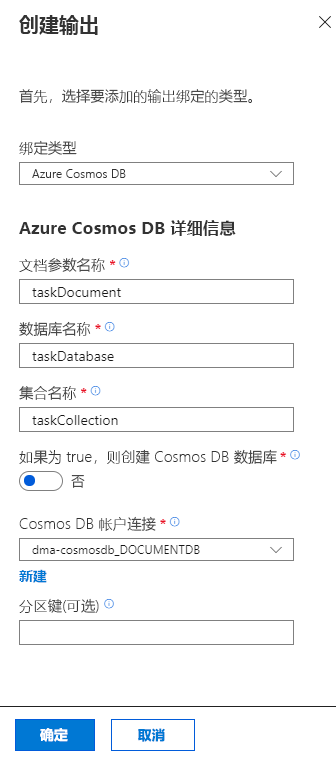 创建输出
首先，选择要添加的输出绑定的类型。
绑定类型
Azure Cosmos DB
Azure Cosmos DB 详细信息
文档参数名称 *
taskDocument
数据库名称 *
taskDatabase
集合名称 *
taskCollection
如果为 true，则创建 Cosmos DB 数据库 *
否
Cosmos DB 帐户连接 *
dma-cosmosdb_DOCUMENTDB
新建
分区键(可选)
确定
取消